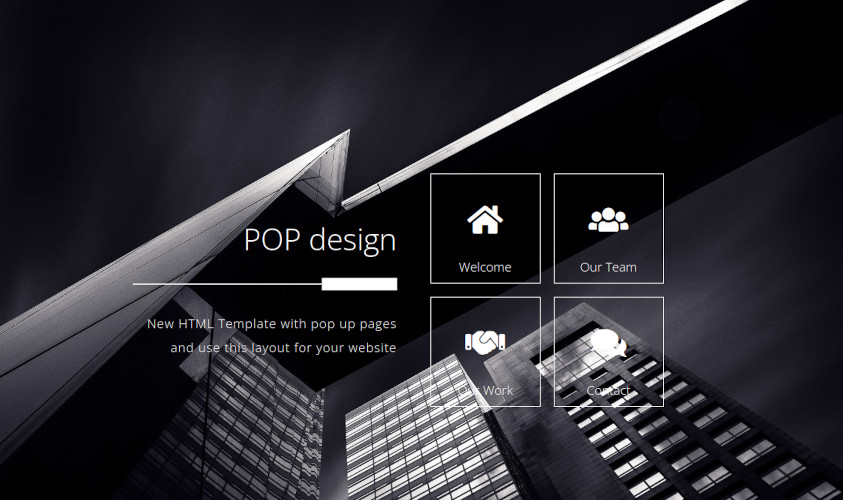 POP design
New HTML Template with pop up pages
and use this layout for your website
Welcome
Our Team
Our Work
Contact